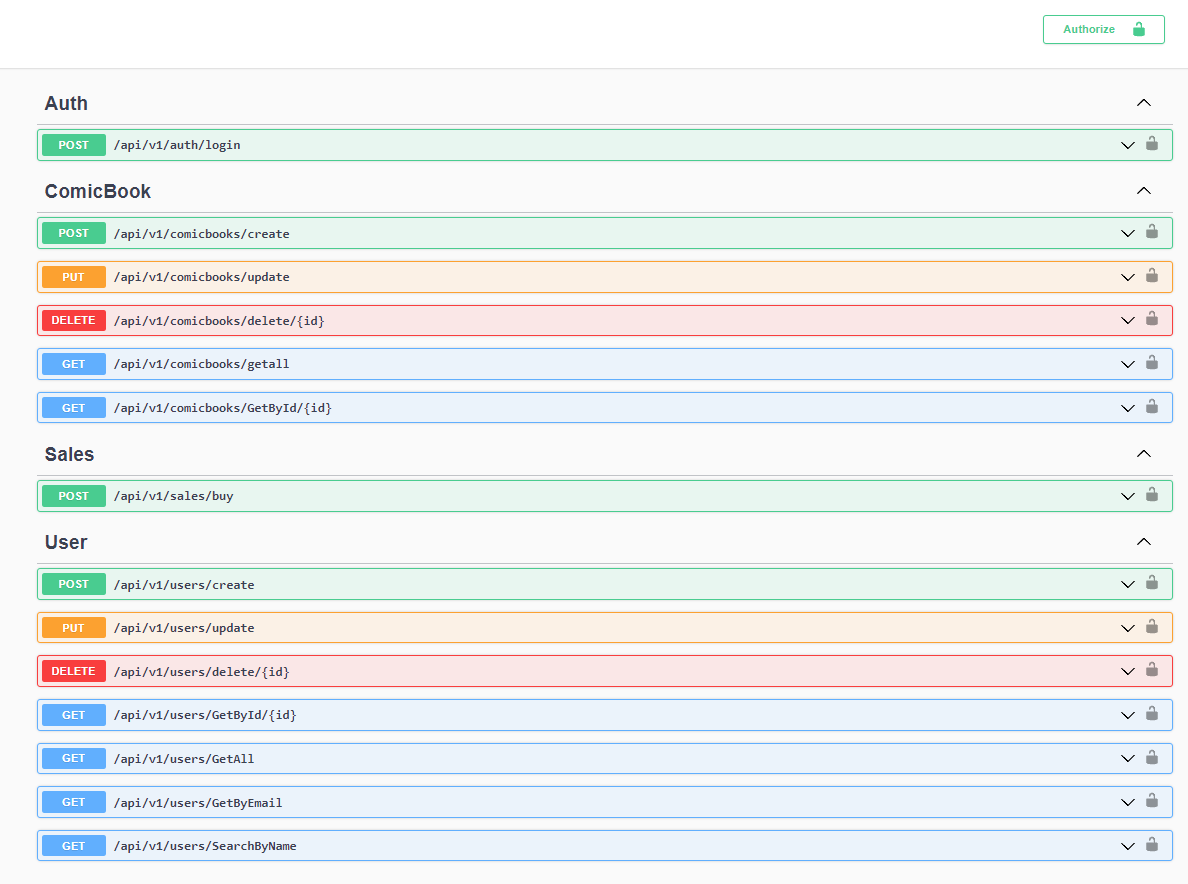 Authorize
Auth
POST /api/v1/auth/login
ComicBook
POST /api/v1/comicbooks/create
PUT /api/v1/comicbooks/update
DELETE /api/v1/comicbooks/delete/{id}
GET /api/v1/comicbooks/getall
GET /api/v1/comicbooks/GetById/{id}
Sales
POST /api/v1/sales/buy
User
POST /api/v1/users/create
PUT /api/v1/users/update
DELETE /api/v1/users/delete/{id}
GET /api/v1/users/GetById/{id}
GET /api/v1/users/GetAll
GET /api/v1/users/GetByEmail
GET /api/v1/users/SearchByName